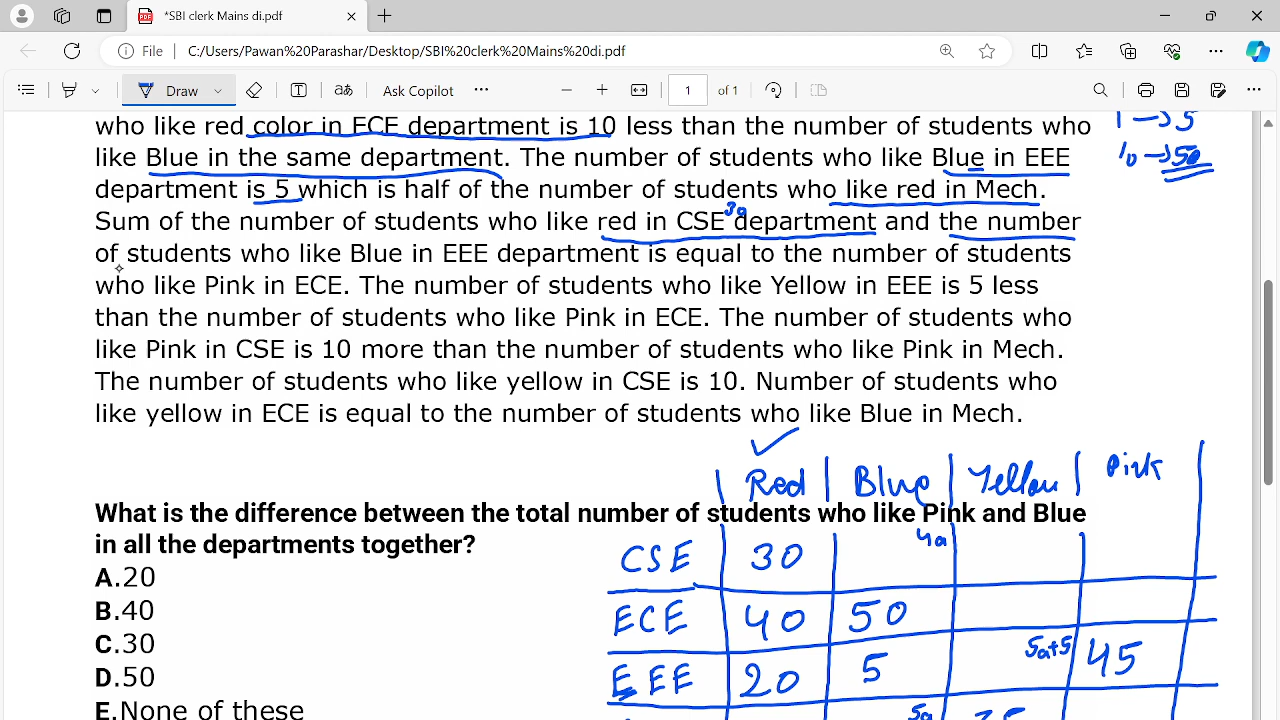 *SBI clerk Mains di.pdf
File | C:/Users/Pawan%20Parashar/Desktop/SBI%20clerk%20Mains%20di.pdf
Draw aあ Ask Copilot 1 of 1
who like red color in ECE department is 10 less than the number of students who
1 → 5
like Blue in the same department. The number of students who like Blue in EEE
10 → 50
department is 5 which is half of the number of students who like red in Mech.
3a
Sum of the number of students who like red in CSE department and the number
of students who like Blue in EEE department is equal to the number of students
who like Pink in ECE. The number of students who like Yellow in EEE is 5 less
than the number of students who like Pink in ECE. The number of students who
like Pink in CSE is 10 more than the number of students who like Pink in Mech.
The number of students who like yellow in CSE is 10. Number of students who
like yellow in ECE is equal to the number of students who like Blue in Mech.
Red Blue Yellow Pink
What is the difference between the total number of students who like Pink and Blue
in all the departments together?
4a
CSE 30
A.20
B.40
ECE 40 50
C.30
5a+5
EEE 20 5 45
D.50
E.None of these
5a